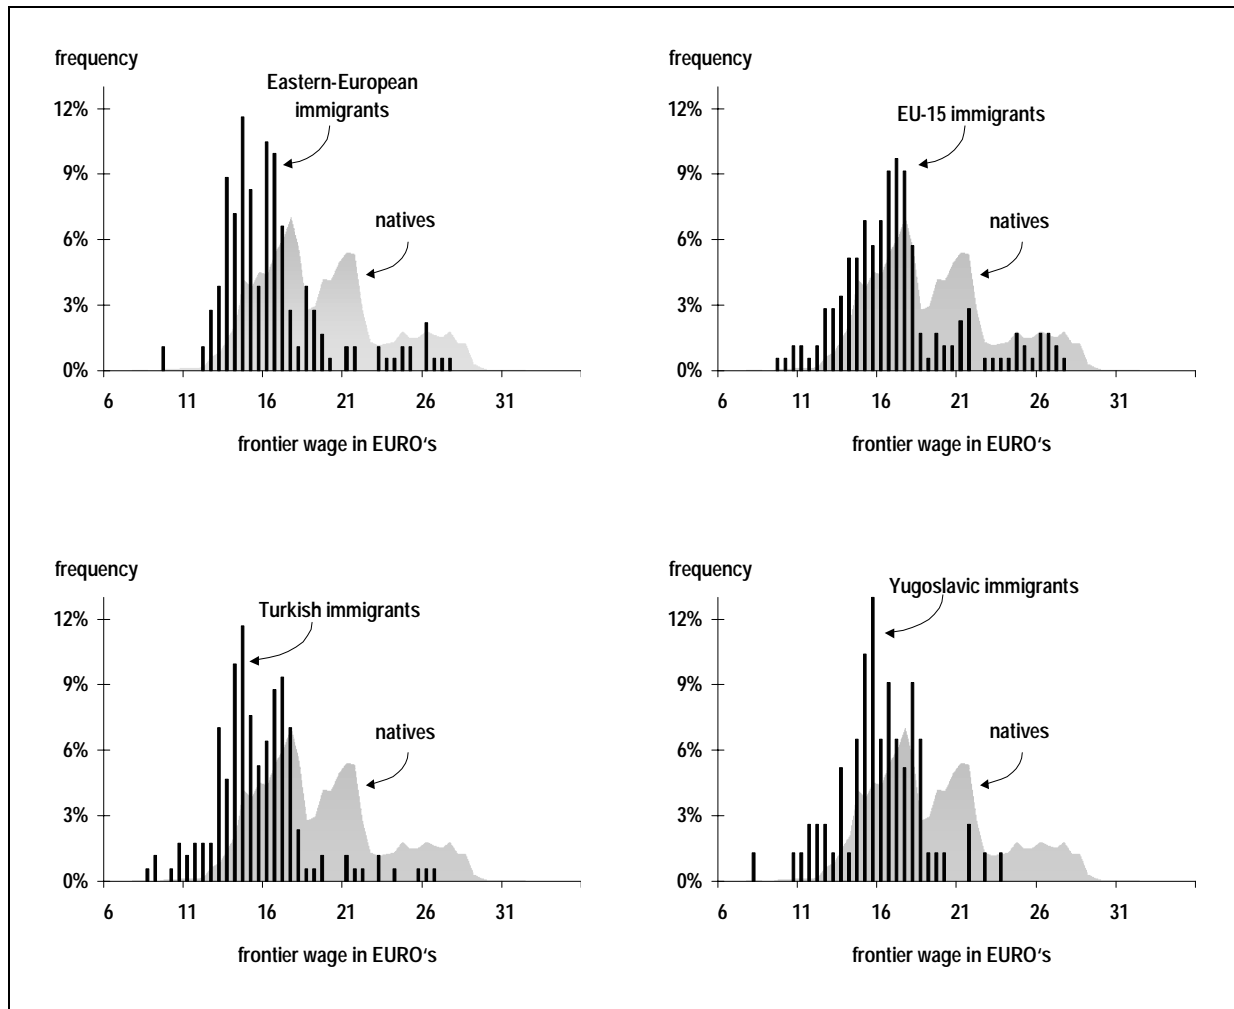 frequency
Eastern-European
immigrants
natives
12%
9%
6%
3%
0%
6 11 16 21 26 31
frontier wage in EURO‘s
frequency
EU-15 immigrants
natives
12%
9%
6%
3%
0%
6 11 16 21 26 31
frontier wage in EURO‘s
frequency
Turkish immigrants
natives
12%
9%
6%
3%
0%
6 11 16 21 26 31
frontier wage in EURO‘s
frequency
Yugoslavic immigrants
natives
12%
9%
6%
3%
0%
6 11 16 21 26 31
frontier wage in EURO‘s